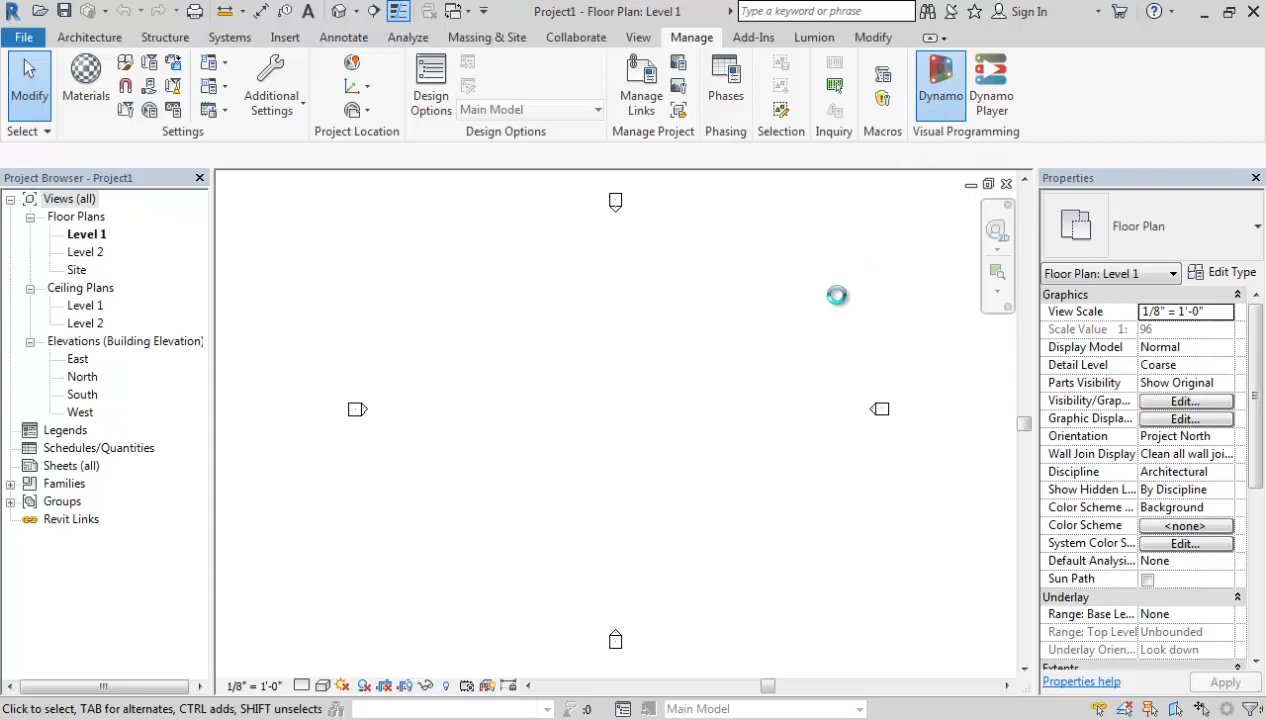 Project1 - Floor Plan: Level 1
Type a keyword or phrase
Sign In
File
Architecture
Structure
Systems
Insert
Annotate
Analyze
Massing & Site
Collaborate
View
Manage
Add-Ins
Lumion
Modify
Modify
Materials
Additional
Settings
Design
Options
Main Model
Manage
Links
Phases
Dynamo
Dynamo
Player
Select
Settings
Project Location
Design Options
Manage Project
Phasing
Selection
Inquiry
Macros
Visual Programming
Project Browser - Project1
Views (all)
Floor Plans
Level 1
Level 2
Site
Ceiling Plans
Level 1
Level 2
Elevations (Building Elevation)
East
North
South
West
Legends
Schedules/Quantities
Sheets (all)
Families
Groups
Revit Links
2D
Properties
Floor Plan
Floor Plan: Level 1
Edit Type
Graphics
View Scale 1/8" = 1'-0"
Scale Value 1: 96
Display Model Normal
Detail Level Coarse
Parts Visibility Show Original
Visibility/Grap... Edit...
Graphic Displa... Edit...
Orientation Project North
Wall Join Display Clean all wall joi...
Discipline Architectural
Show Hidden L... By Discipline
Color Scheme ... Background
Color Scheme <none>
System Color S... Edit...
Default Analysi... None
Sun Path
Underlay
Range: Base Le... None
Range: Top Level Unbounded
Underlay Orien... Look down
Extents
Properties help
Apply
1/8" = 1'-0"
Click to select, TAB for alternates, CTRL adds, SHIFT unselects
:0
Main Model